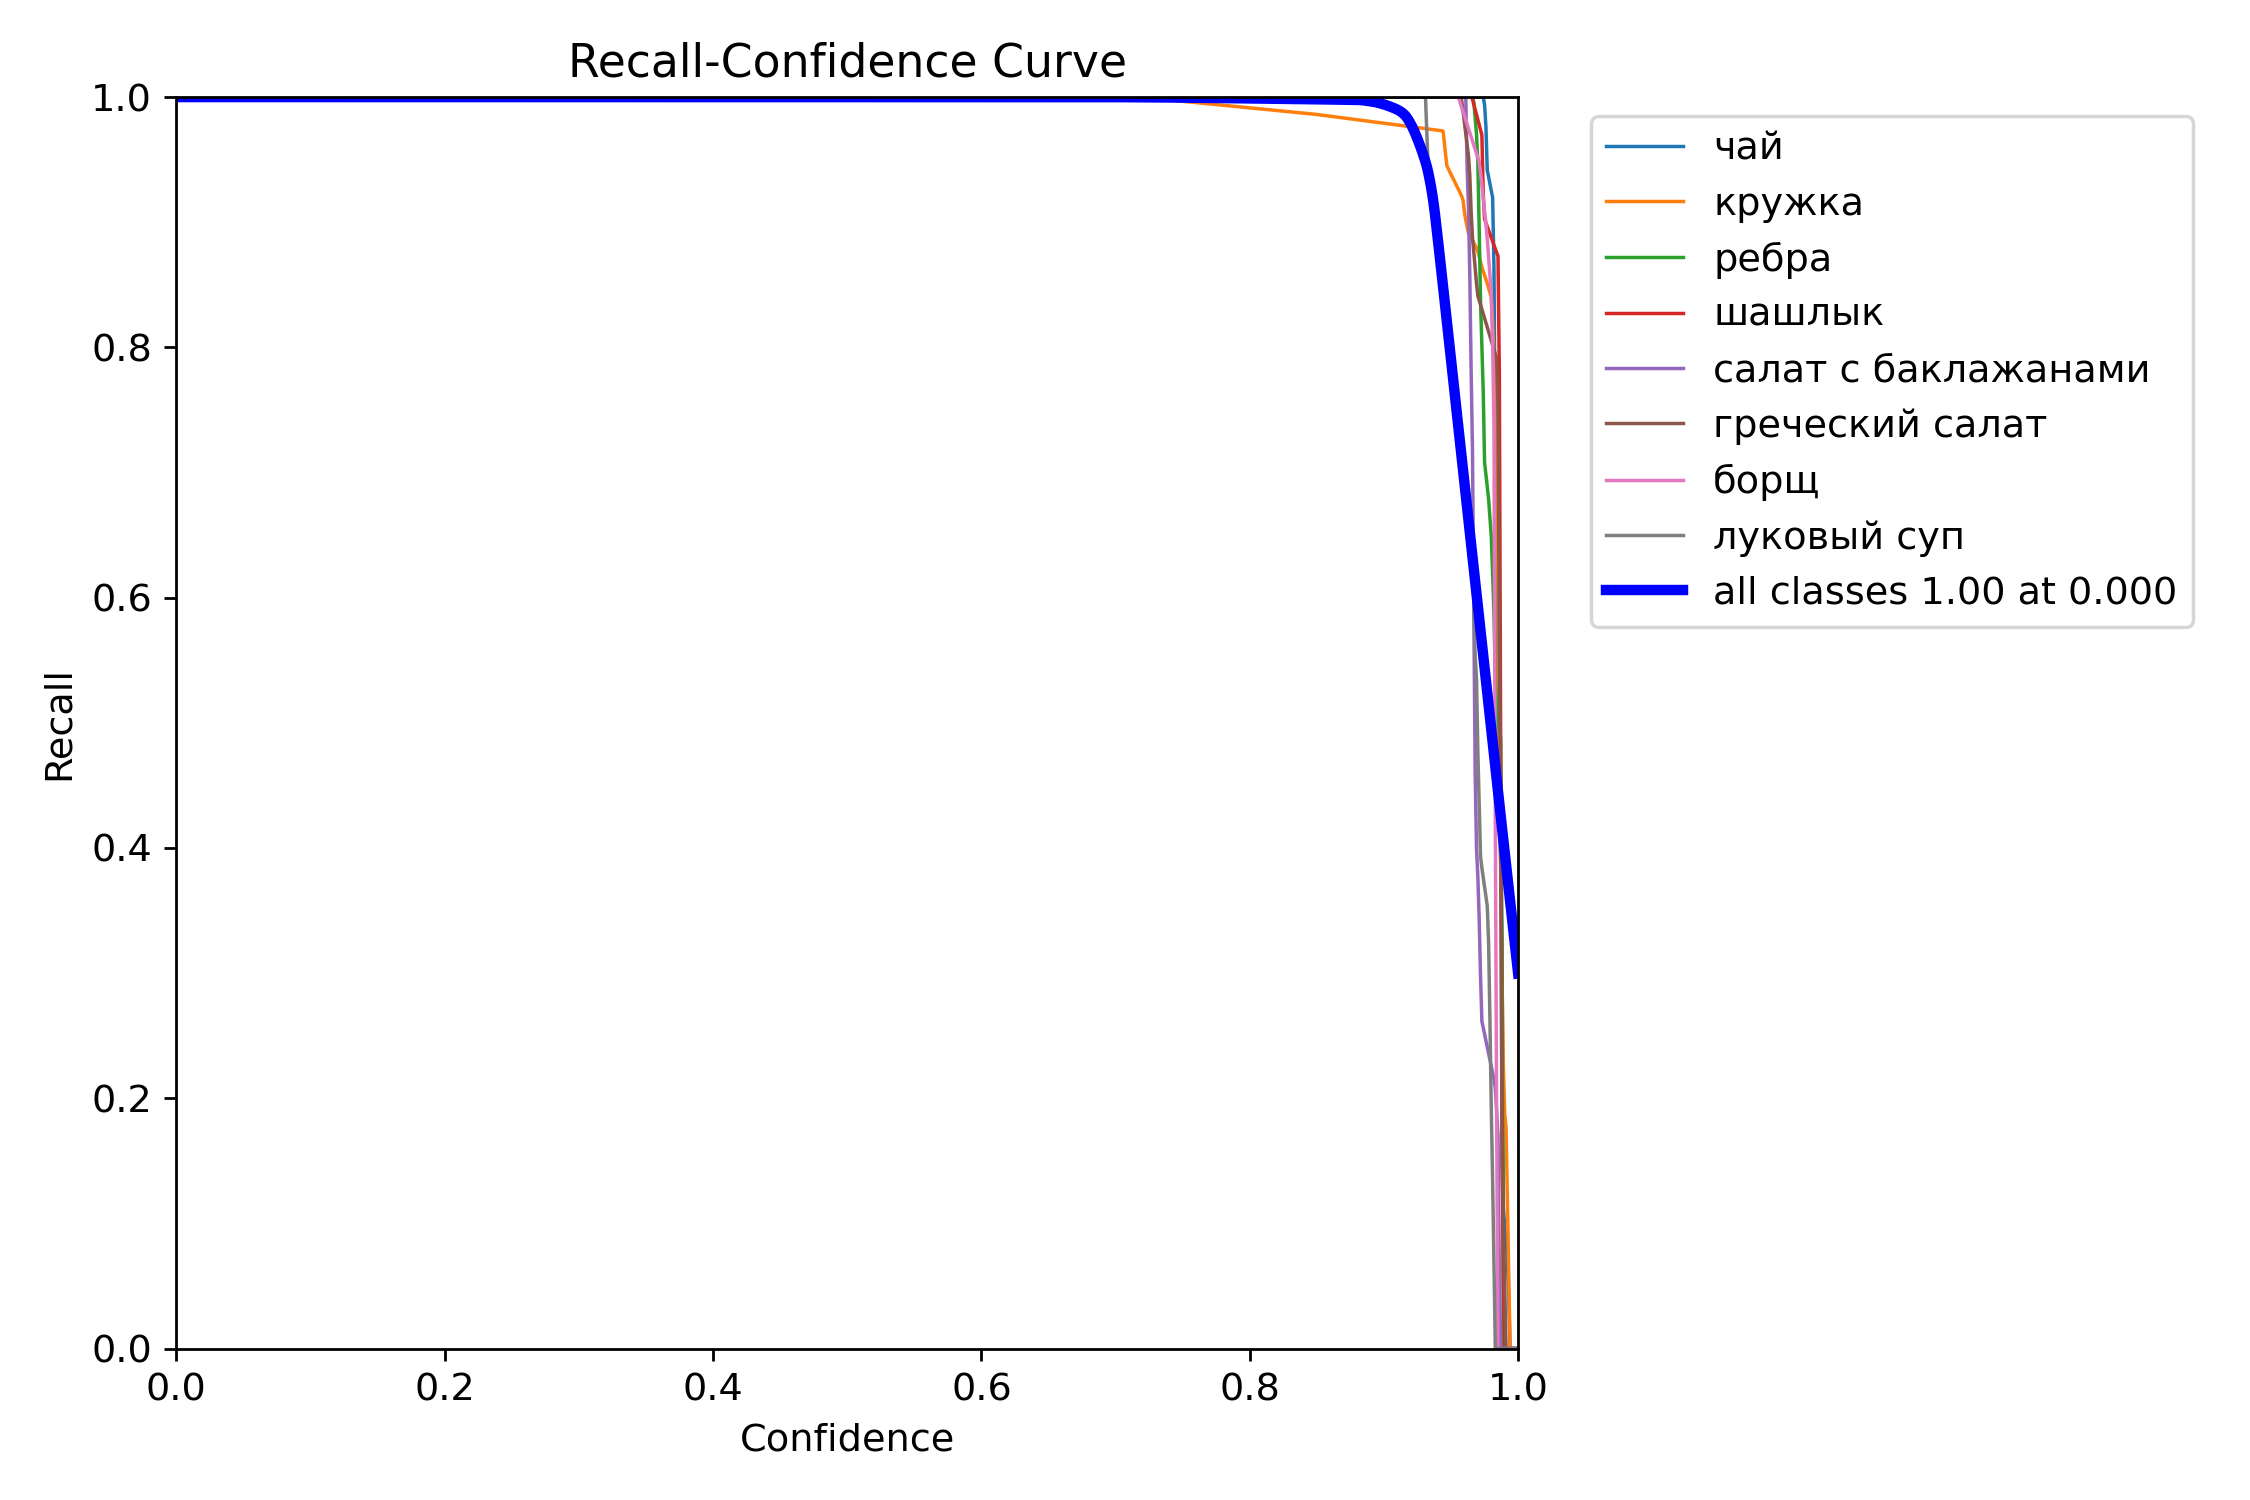 Recall-Confidence Curve
1.0
0.8
0.6
0.4
0.2
0.0
Recall
0.0 0.2 0.4 0.6 0.8 1.0
Confidence
чай
кружка
ребра
шашлык
салат с баклажанами
греческий салат
борщ
луковый суп
all classes 1.00 at 0.000